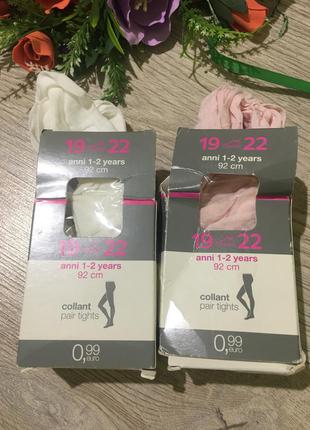 19 22
anni 1-2 years
92 cm
19 22
anni 1-2 years
92 cm
collant
pair tights
0,99
euro
19 22
anni 1-2 years
92 cm
19 22
anni 1-2 years
92 cm
collant
pair tights
0,99
euro